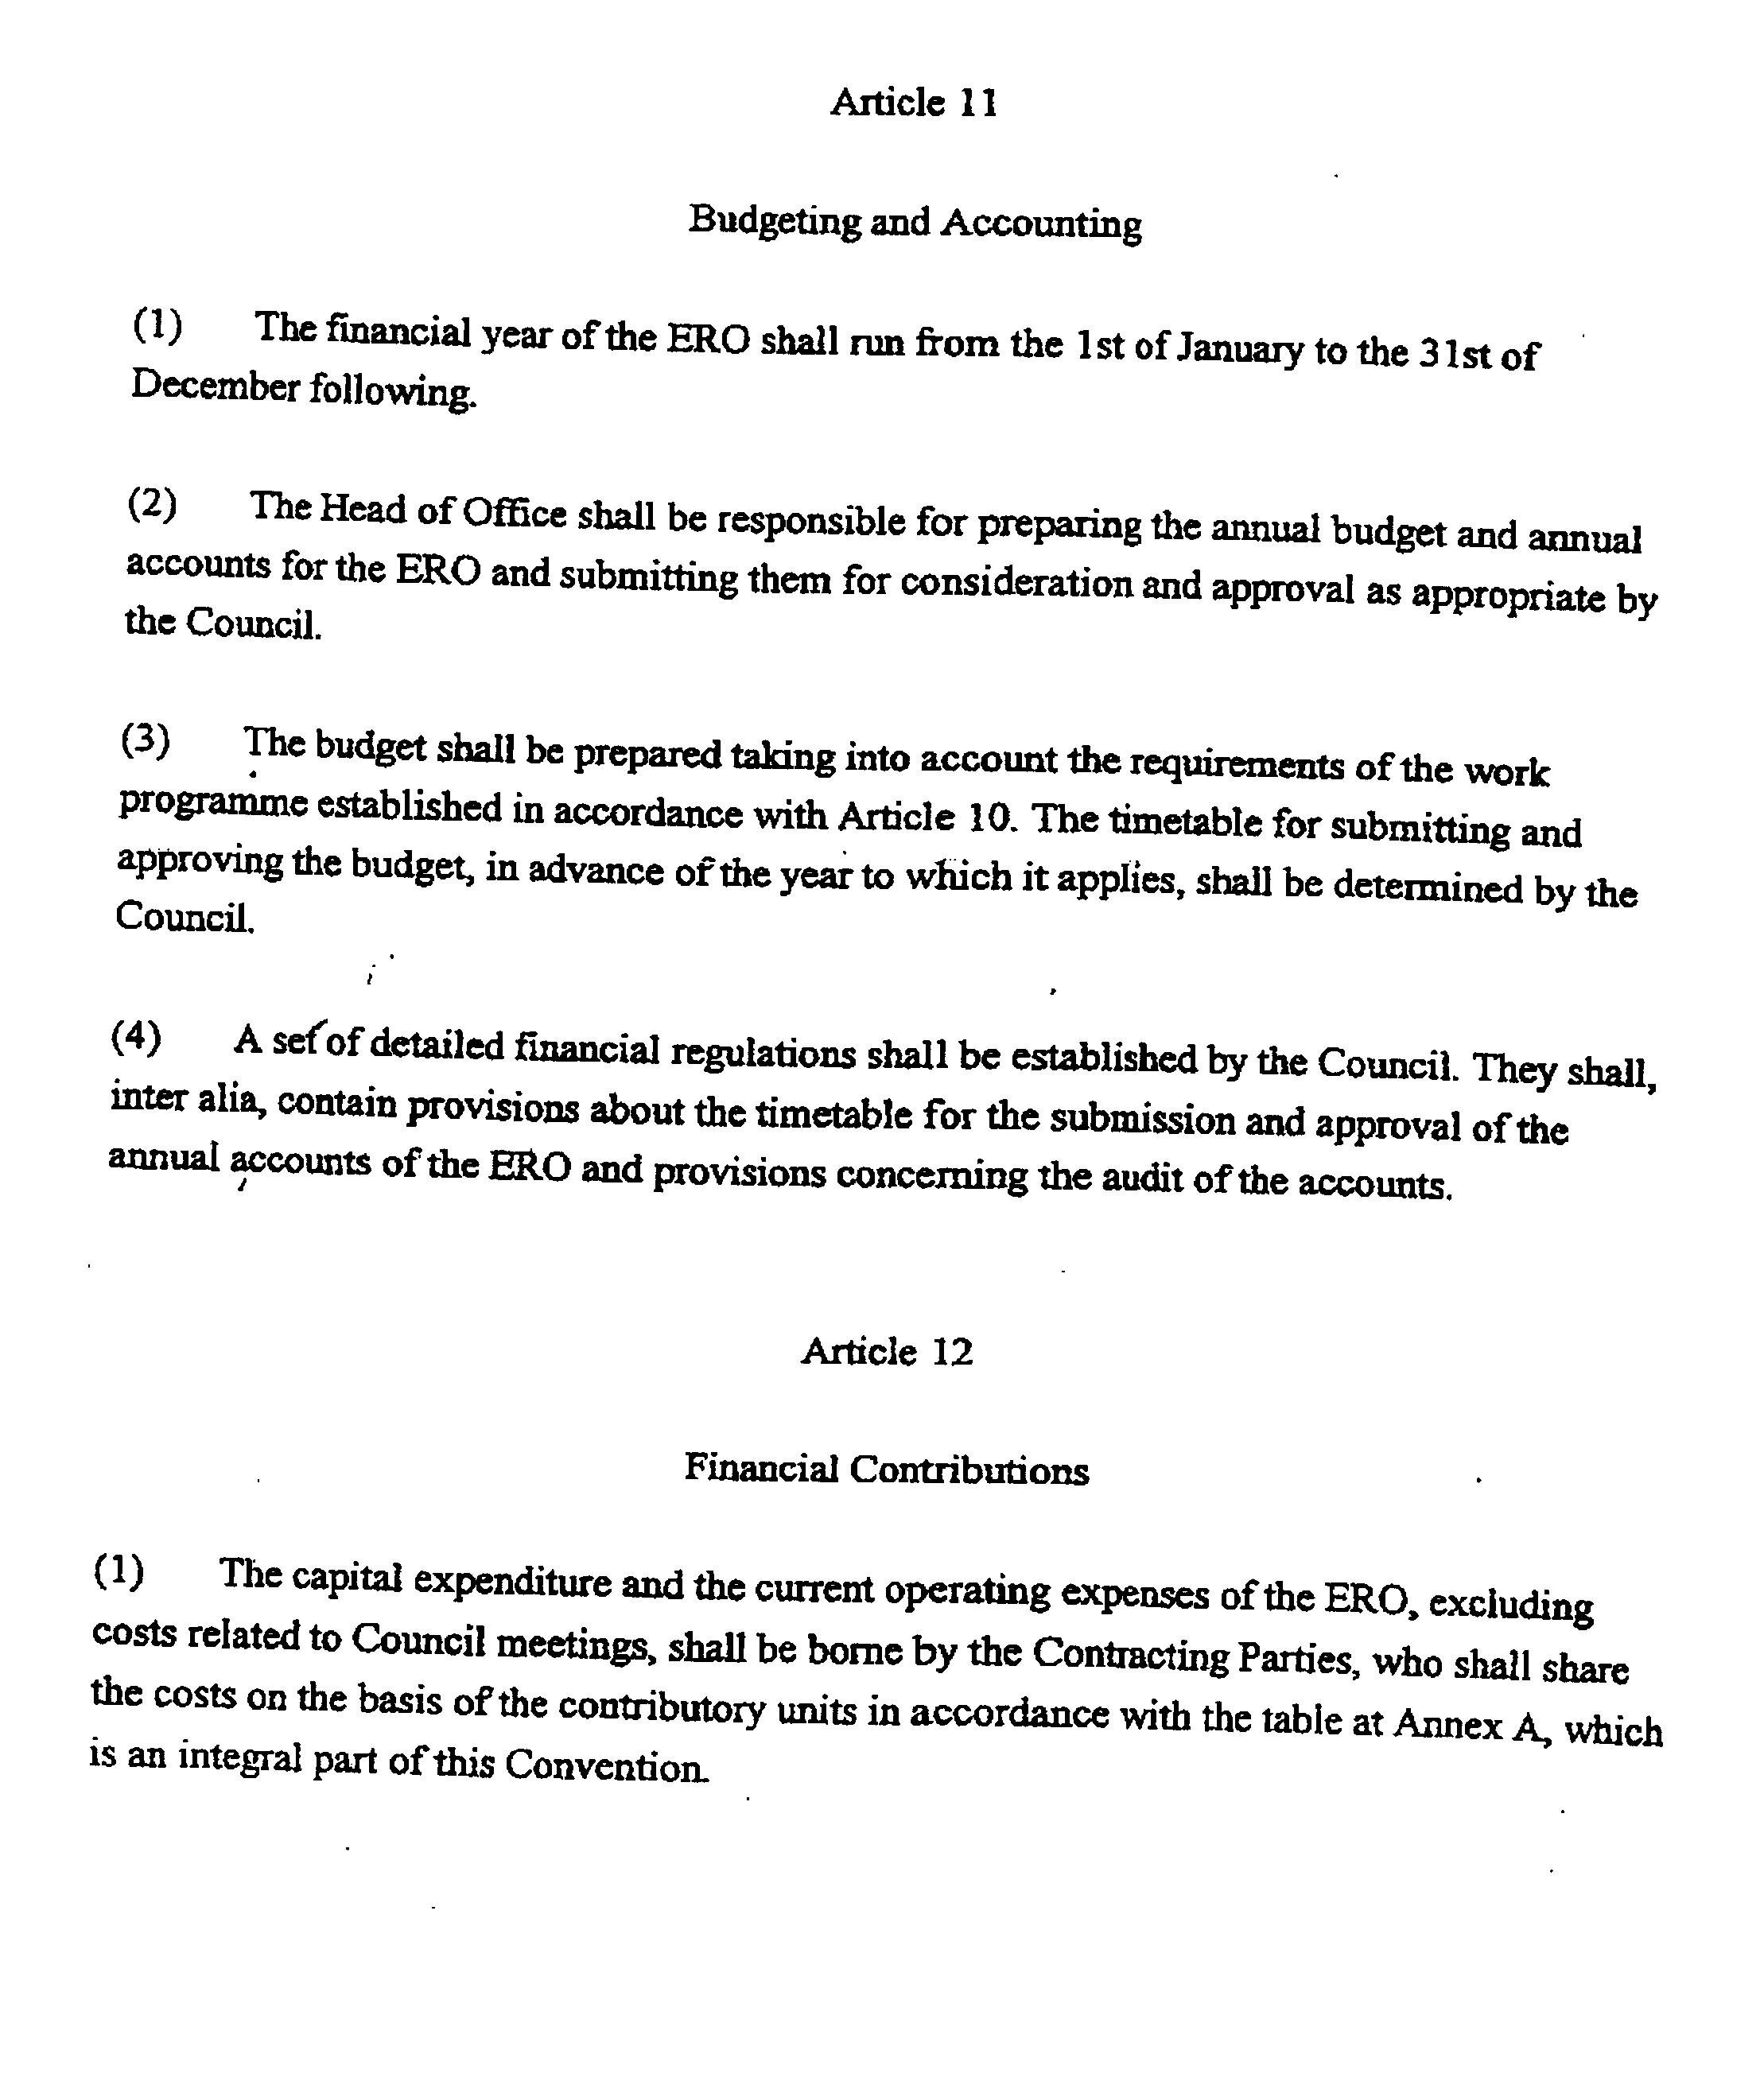 Article 11
Budgeting and Accounting
(1) The financial year of the ERO shall run from the 1st of January to the 31st of
December following.
(2) The Head of Office shall be responsible for preparing the annual budget and annual
accounts for the ERO and submitting them for consideration and approval as appropriate by
the Council.
(3) The budget shall be prepared taking into account the requirements of the work
programme established in accordance with Article 10. The timetable for submitting and
approving the budget, in advance of the year to which it applies, shall be determined by the
Council.
(4) A set of detailed financial regulations shall be established by the Council. They shall,
inter alia, contain provisions about the timetable for the submission and approval of the
annual accounts of the ERO and provisions concerning the audit of the accounts.
Article 12
Financial Contributions
(1) The capital expenditure and the current operating expenses of the ERO, excluding
costs related to Council meetings, shall be borne by the Contracting Parties, who shall share
the costs on the basis of the contributory units in accordance with the table at Annex A, which
is an integral part of this Convention.